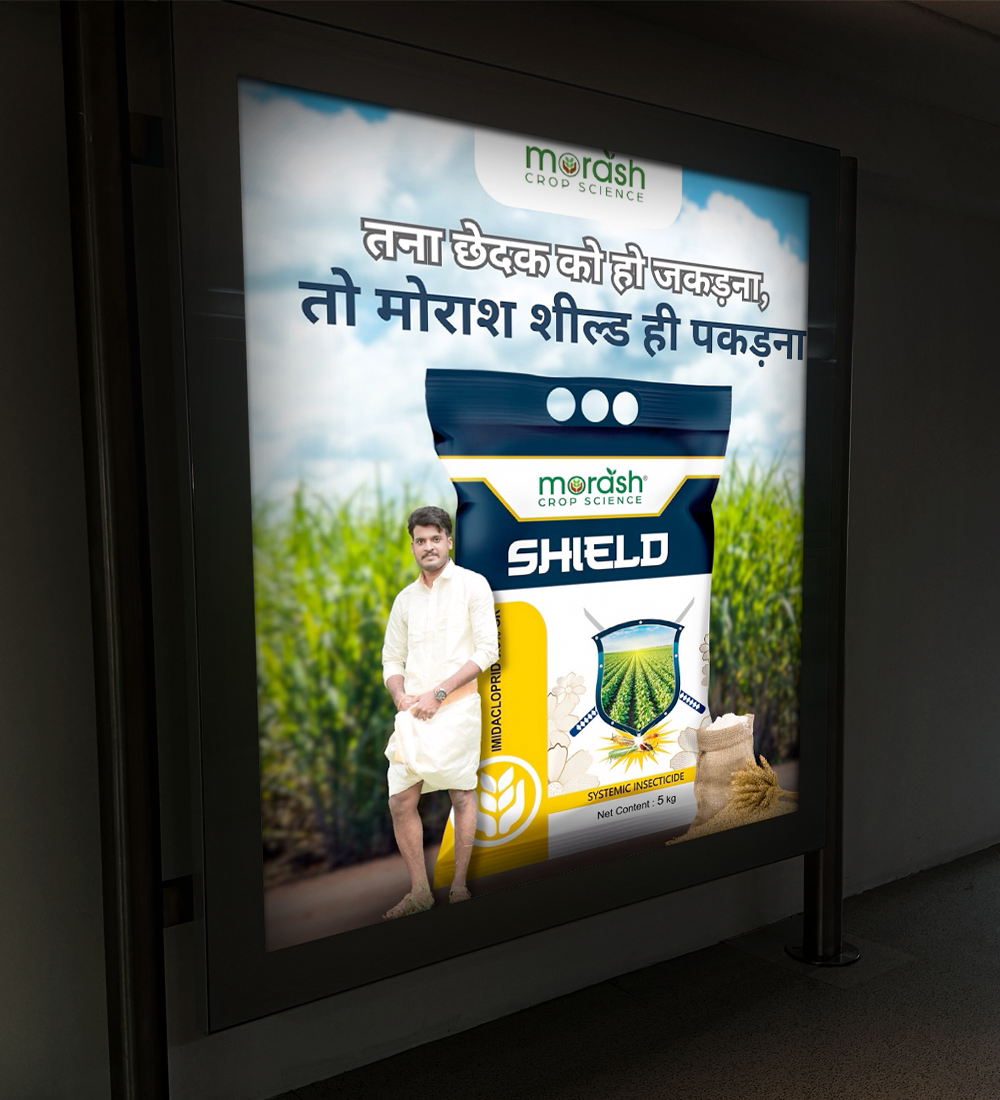 morash
CROP SCIENCE
तना छेदक को हो जकड़ना,
तो मोराश शील्ड ही पकड़ना
morash®
CROP SCIENCE
SHIELD
IMIDACLOPRID
SYSTEMIC INSECTICIDE
Net Content : 5 kg